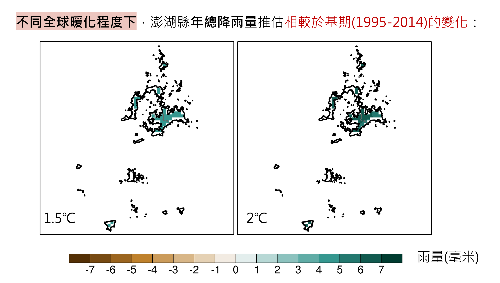 不同全球暖化程度下，澎湖縣年總降雨量推估相較於基期(1995-2014)的變化：
1.5℃
2℃
雨量(毫米)
-7 -6 -5 -4 -3 -2 -1 0 1 2 3 4 5 6 7